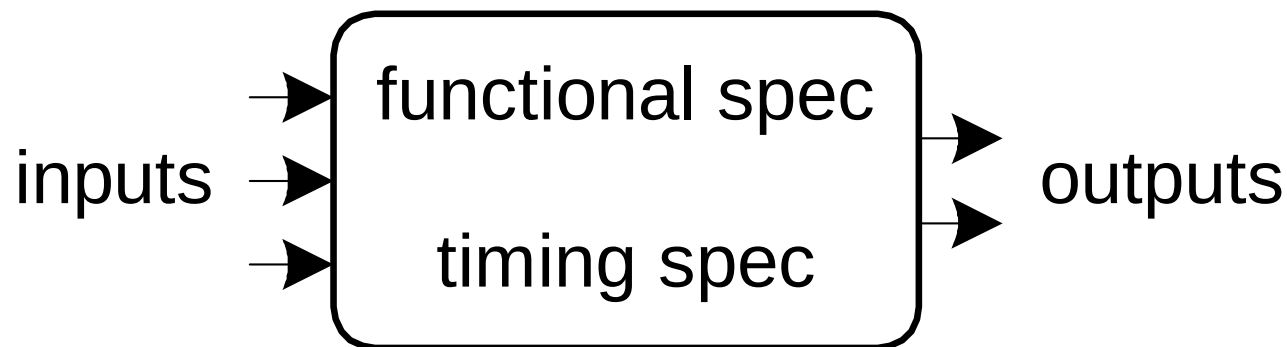 functional spec
inputs
outputs
timing spec